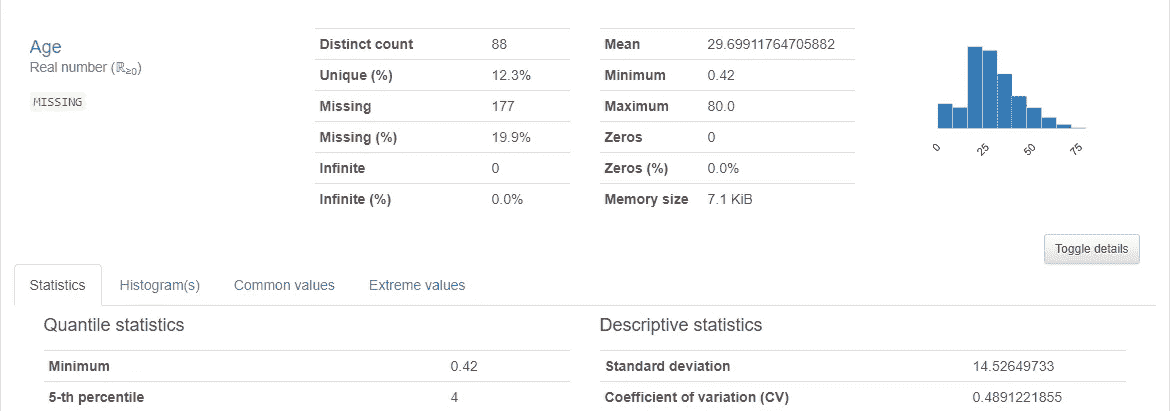 Age
Real number (ℝ≥0)
MISSING
Distinct count 88
Unique (%) 12.3%
Missing 177
Missing (%) 19.9%
Infinite 0
Infinite (%) 0.0%
Mean 29.69911764705882
Minimum 0.42
Maximum 80.0
Zeros 0
Zeros (%) 0.0%
Memory size 7.1 KiB
0 25 50 75
Toggle details
Statistics Histogram(s) Common values Extreme values
Quantile statistics
Minimum 0.42
5-th percentile 4
Descriptive statistics
Standard deviation 14.52649733
Coefficient of variation (CV) 0.4891221855